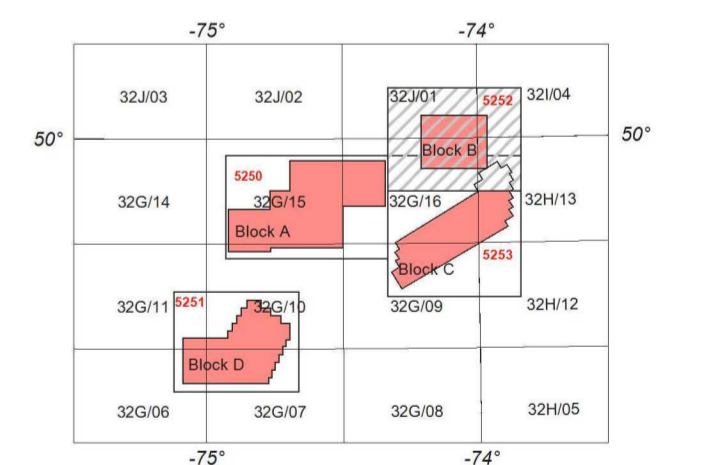 -75° -74°
32J/03 32J/02 32J/01 5252 32I/04
50° 50°
Block B
5250
32G/14 32G/15 32G/16 32H/13
Block A
5253
Block C
5251
32G/11 32G/10 32G/09 32H/12
Block D
32G/06 32G/07 32G/08 32H/05
-75° -74°